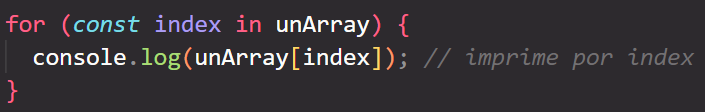 for (const index in unArray) {
  console.log(unArray[index]); // imprime por index
}